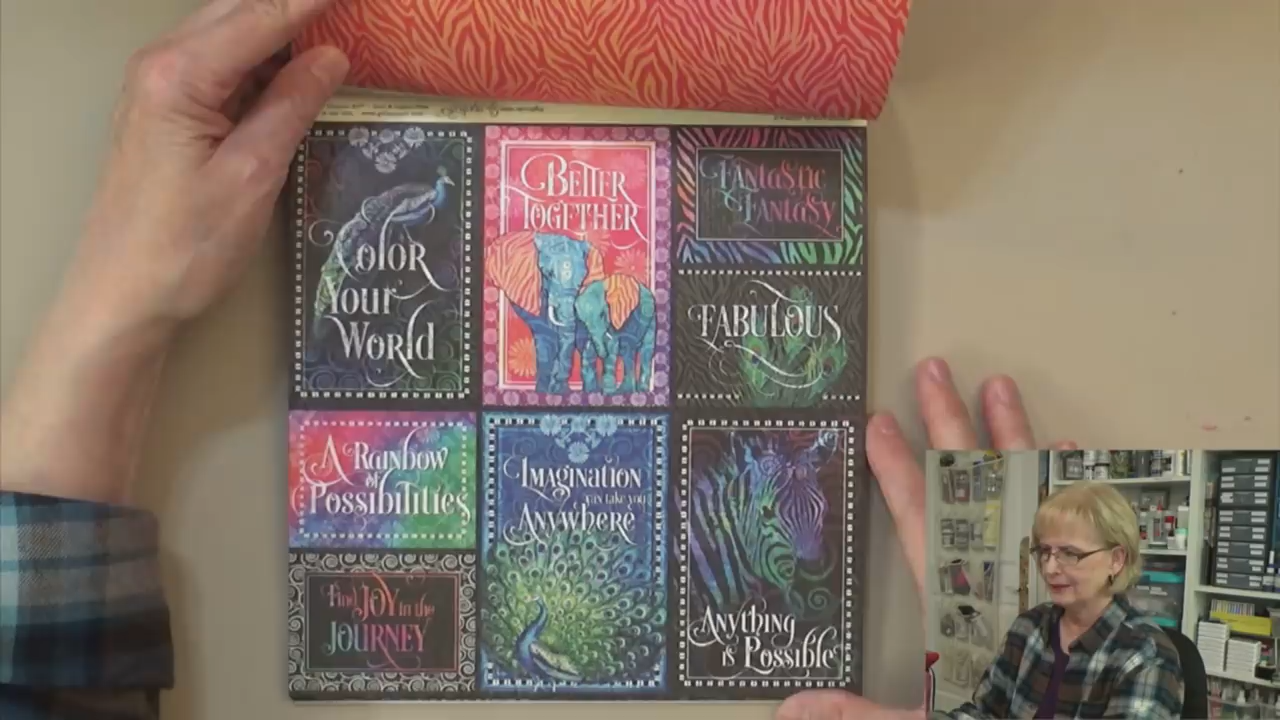 Color
Your
World
Better
Together
Fantastic
Fantasy
Fabulous
A Rainbow
of
Possibilities
Imagination
can take you
Anywhere
Find Joy in the
Journey
Anything
is Possible